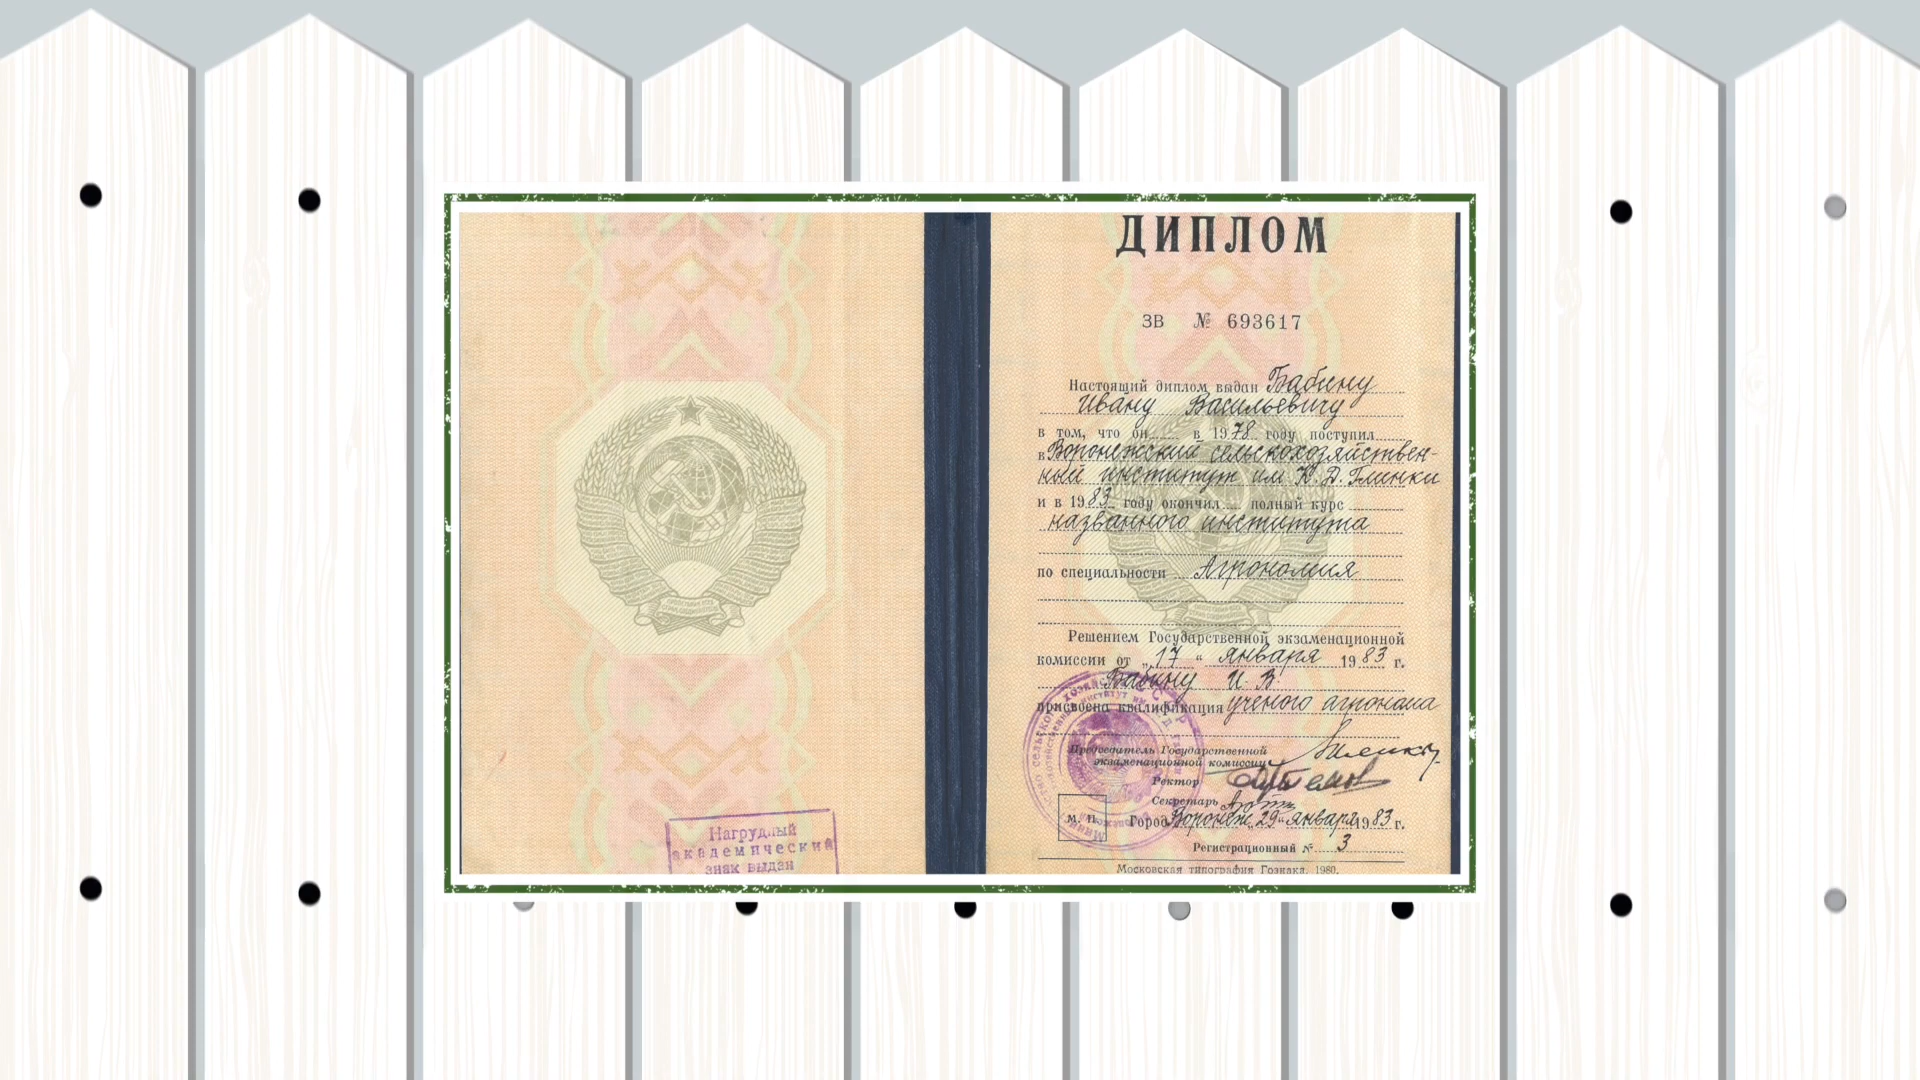 Нагрудный
академический
знак выдан
ДИПЛОМ
ЗВ № 693617
Настоящий диплом выдан Бабину
Ивану Васильевичу
в том, что он в 1978 году поступил
в Воронежский сельскохозяйствен-
ный институт им К. Д. Глинки
и в 1983 году окончил полный курс
названного института
по специальности Агрономия
Решением Государственной экзаменационной
комиссии от „17“ января 1983 г.
Бабину И. В.
присвоена квалификация ученого агронома
Председатель Государственной
экзаменационной комиссии
Ректор
Секретарь
М. П. Город Воронеж 29 января 1983 г.
Регистрационный № 3
Московская типография Гознака. 1980.